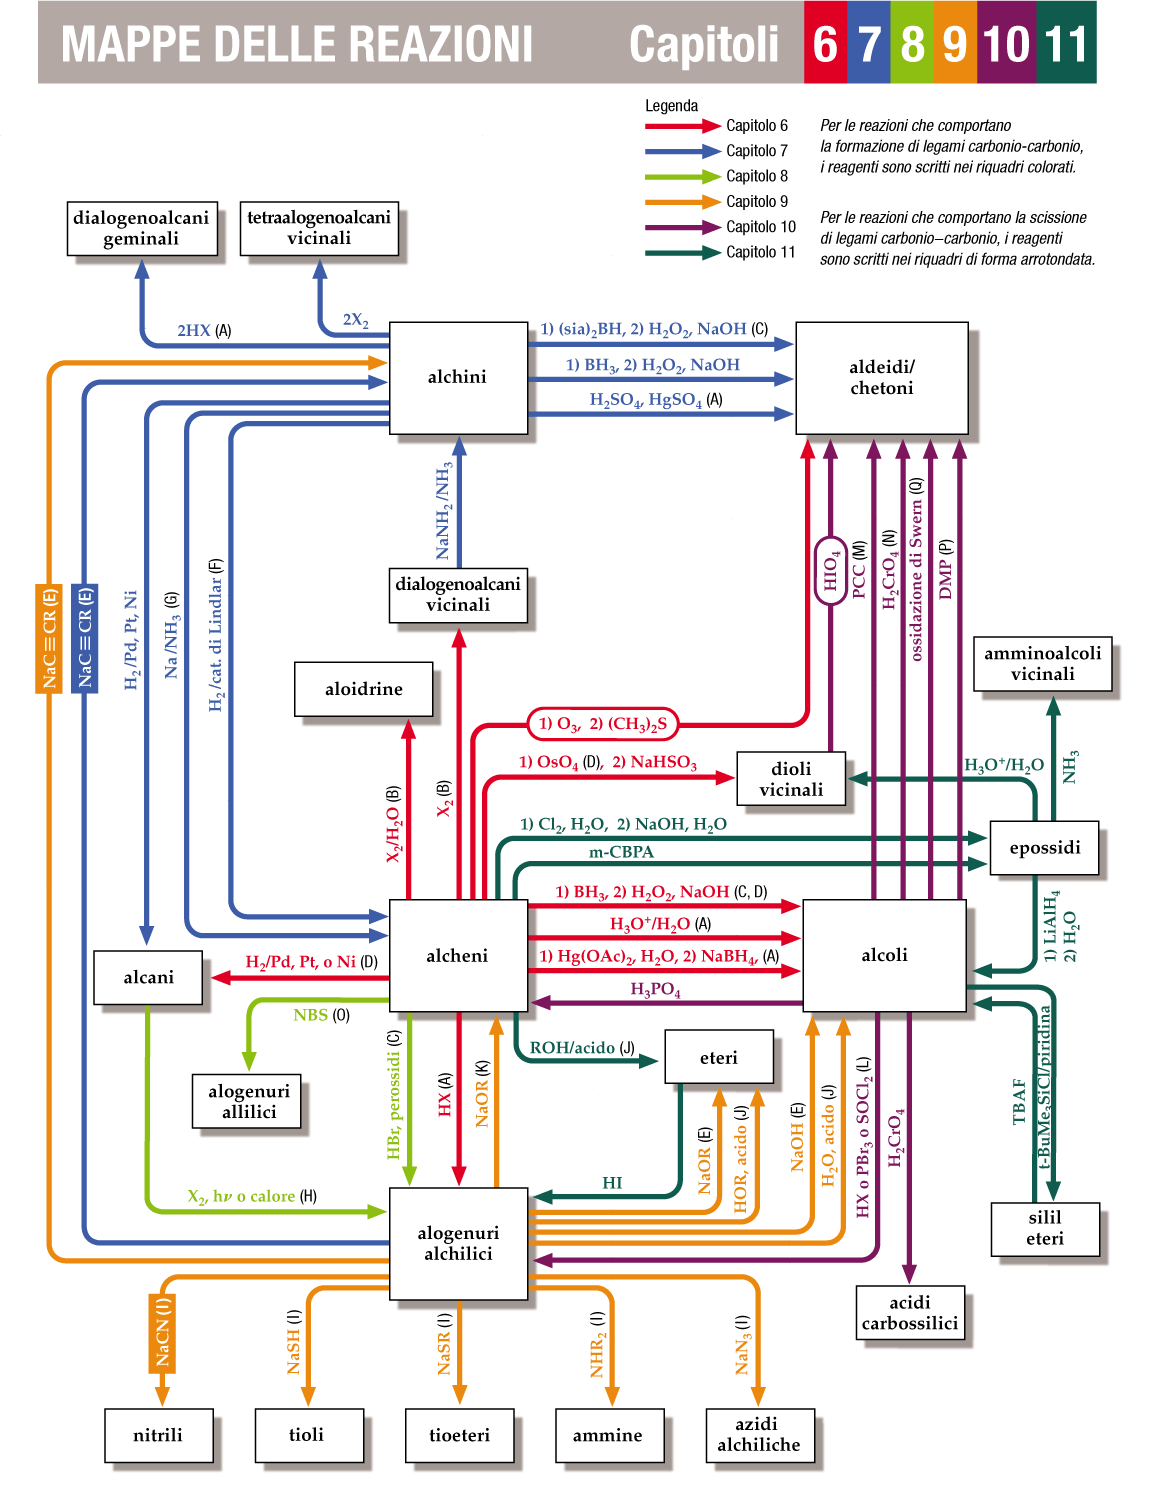 MAPPE DELLE REAZIONI Capitoli 6 7 8 9 10 11
Legenda
Capitolo 6
Capitolo 7
Capitolo 8
Capitolo 9
Capitolo 10
Capitolo 11
Per le reazioni che comportano
la formazione di legami carbonio-carbonio,
i reagenti sono scritti nei riquadri colorati.
Per le reazioni che comportano la scissione
di legami carbonio–carbonio, i reagenti
sono scritti nei riquadri di forma arrotondata.
dialogenoalcani
geminali
tetraalogenoalcani
vicinali
2HX (A)
2X₂
alchini
1) (sia)₂BH, 2) H₂O₂, NaOH (C)
1) BH₃, 2) H₂O₂, NaOH
H₂SO₄, HgSO₄ (A)
aldeidi/
chetoni
NaC≡CR (E)
NaC≡CR (E)
H₂/Pd, Pt, Ni
Na/NH₃ (G)
H₂/cat. di Lindlar (F)
NaNH₂/NH₃
dialogenoalcani
vicinali
HIO₄
PCC (M)
H₂CrO₄ (N)
ossidazione di Swern (Q)
DMP (P)
amminoalcoli
vicinali
aloidrine
1) O₃, 2) (CH₃)₂S
1) OsO₄ (D), 2) NaHSO₃
dioli
vicinali
H₃O⁺/H₂O
NH₃
X₂/H₂O (B)
X₂ (B)
1) Cl₂, H₂O, 2) NaOH, H₂O
m-CBPA
epossidi
1) BH₃, 2) H₂O₂, NaOH (C, D)
H₃O⁺/H₂O (A)
1) Hg(OAc)₂, H₂O, 2) NaBH₄, (A)
H₃PO₄
alcheni
alcoli
1) LiAlH₄
2) H₂O
alcani
H₂/Pd, Pt, o Ni (D)
NBS (O)
alogenuri
allilici
HBr, perossidi (C)
HX (A)
NaOR (K)
ROH/acido (J)
eteri
HI
NaOR (E)
HOR, acido (J)
NaOH (E)
H₂O, acido (J)
HX o PBr₃ o SOCl₂ (L)
H₂CrO₄
TBAF
t-BuMe₂SiCl/piridina
X₂, hν o calore (H)
alogenuri
alchilici
silil
eteri
acidi
carbossilici
NaCN (I)
NaSH (I)
NaSR (I)
NHR₂ (I)
NaN₃ (I)
nitrili
tioli
tioeteri
ammine
azidi
alchiliche